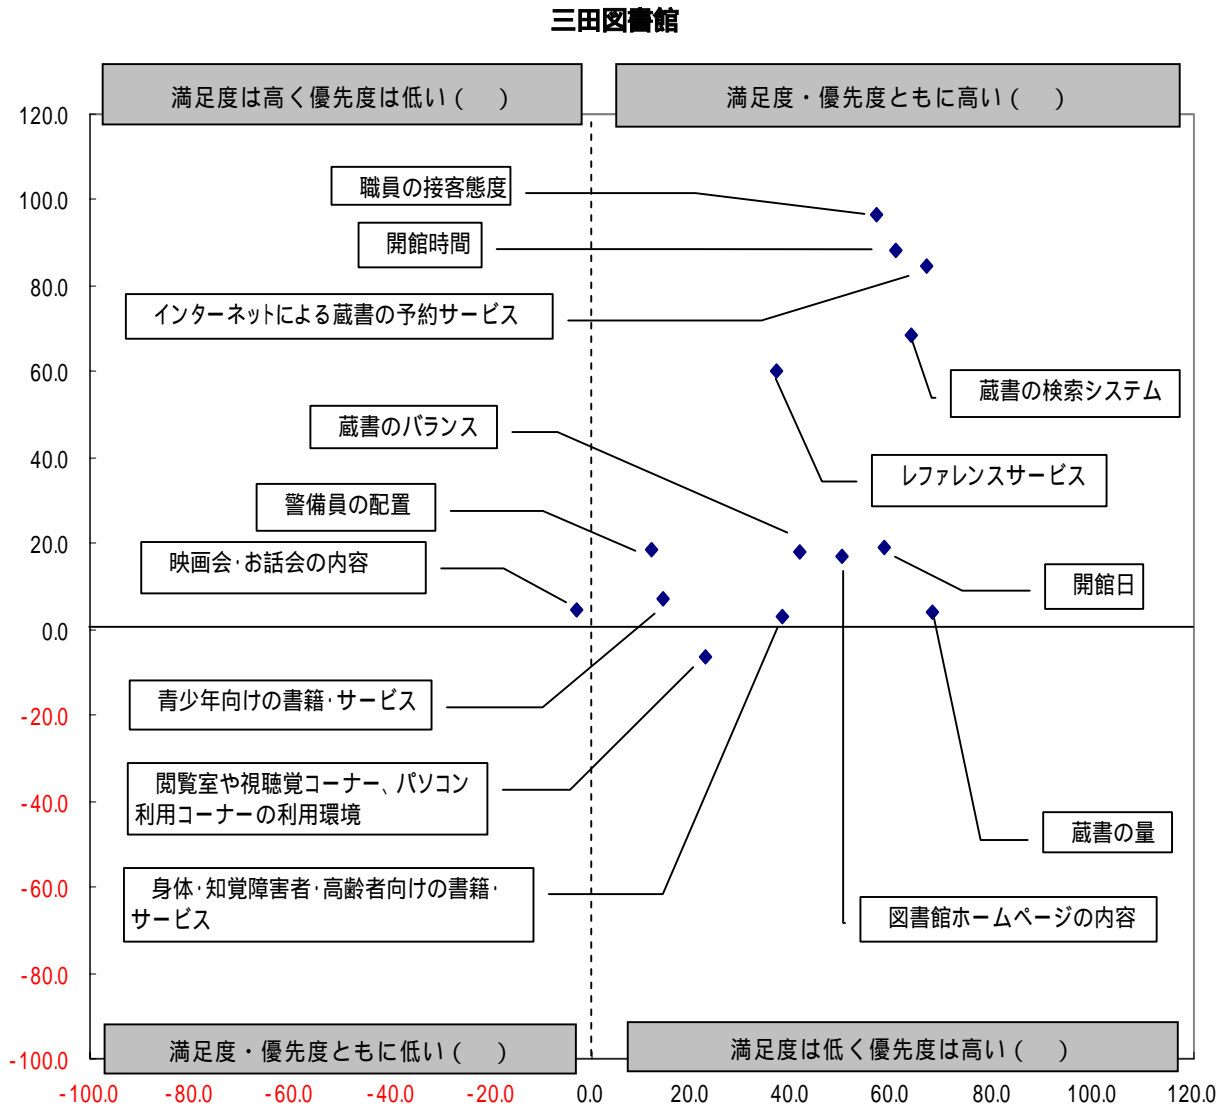 三田図書館
満足度は高く優先度は低い(　)
満足度・優先度ともに高い(　)
120.0
100.0
80.0
60.0
40.0
20.0
0.0
-20.0
-40.0
-60.0
-80.0
-100.0
職員の接客態度
開館時間
インターネットによる蔵書の予約サービス
蔵書の検索システム
蔵書のバランス
レファレンスサービス
警備員の配置
映画会・お話会の内容
開館日
青少年向けの書籍・サービス
閲覧室や視聴覚コーナー、パソコン
利用コーナーの利用環境
蔵書の量
身体・知覚障害者・高齢者向けの書籍・
サービス
図書館ホームページの内容
満足度・優先度ともに低い(　)
満足度は低く優先度は高い(　)
-100.0 -80.0 -60.0 -40.0 -20.0 0.0 20.0 40.0 60.0 80.0 100.0 120.0